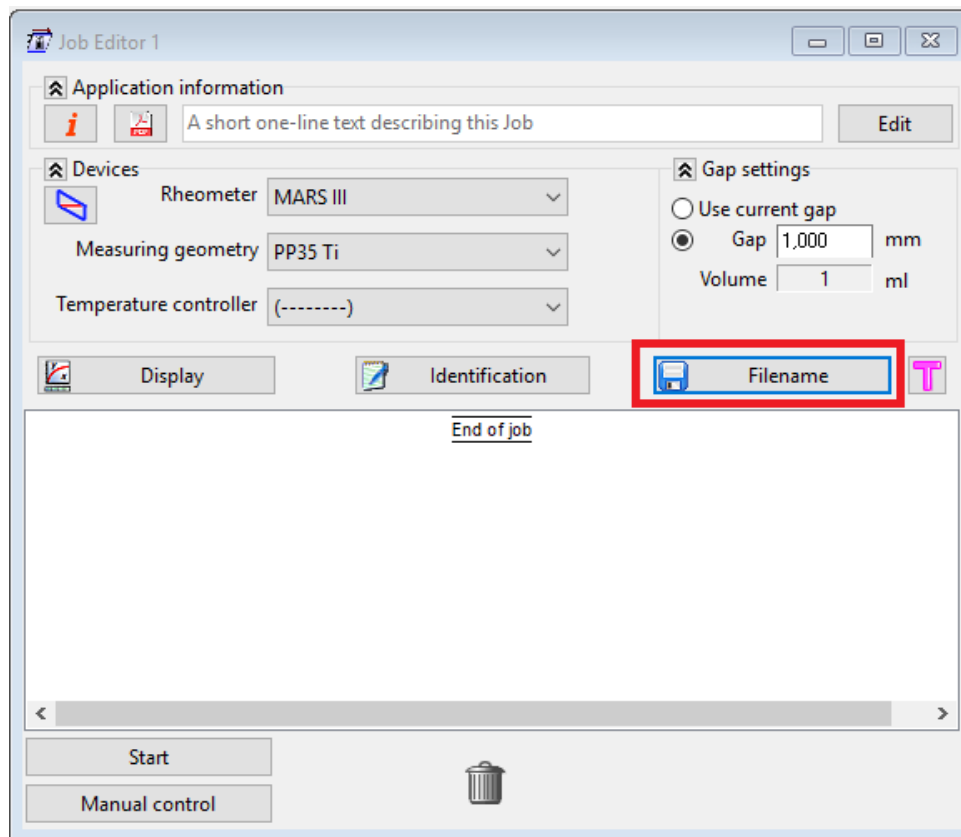 Job Editor 1
Application information
i A short one-line text describing this Job Edit
Devices
Rheometer MARS III
Measuring geometry PP35 Ti
Temperature controller (--------)
Gap settings
Use current gap
Gap 1,000 mm
Volume 1 ml
Display Identification Filename T
End of job
Start
Manual control